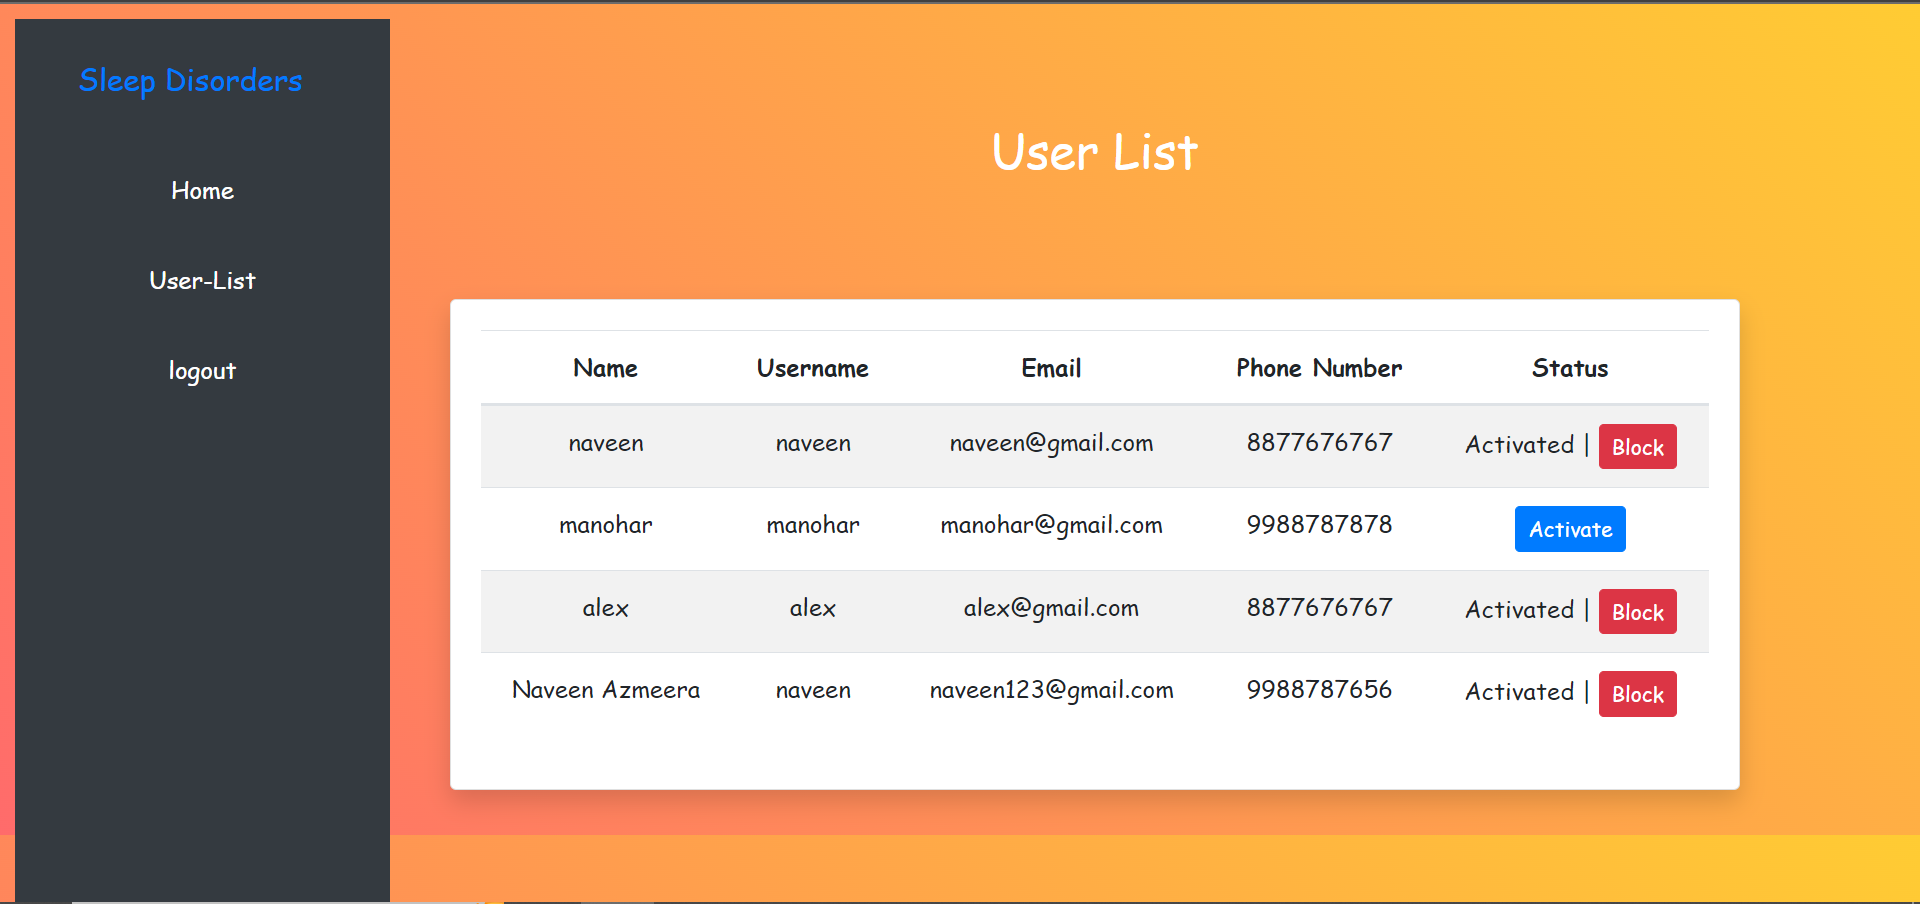 Sleep Disorders
Home
User-List
logout
User List
Name Username Email Phone Number Status
naveen naveen naveen@gmail.com 8877676767 Activated | Block
manohar manohar manohar@gmail.com 9988787878 Activate
alex alex alex@gmail.com 8877676767 Activated | Block
Naveen Azmeera naveen naveen123@gmail.com 9988787656 Activated | Block